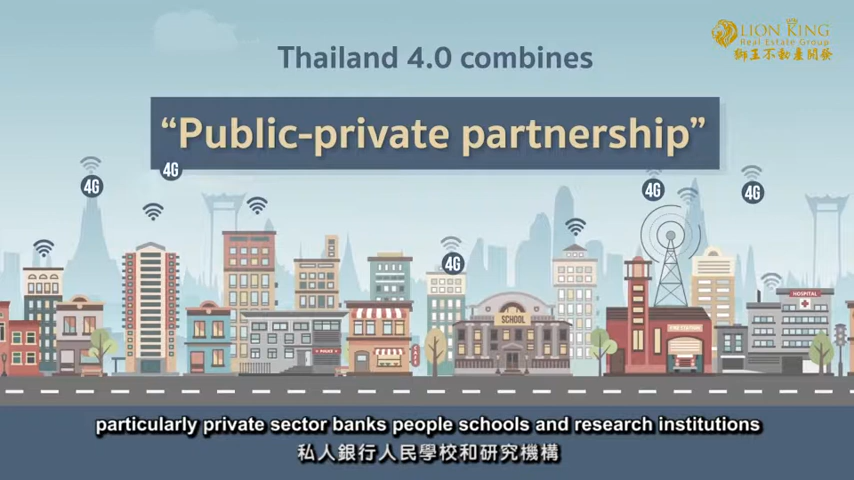 LION KING
Real Estate Group
獅王不動產開發
Thailand 4.0 combines
“Public-private partnership”
4G
4G
4G
4G
4G
HOSPITAL
SCHOOL
FIRE STATION
POLICE
CAFE
particularly private sector banks people schools and research institutions
私人銀行人民學校和研究機構